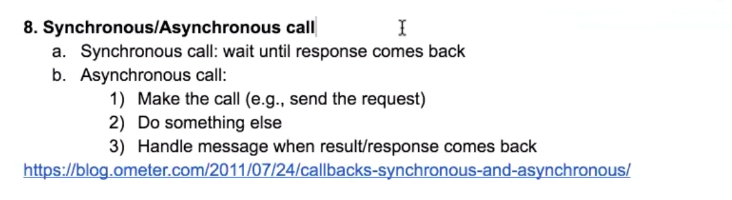 8. Synchronous/Asynchronous call
a. Synchronous call: wait until response comes back
b. Asynchronous call:
1) Make the call (e.g., send the request)
2) Do something else
3) Handle message when result/response comes back
https://blog.ometer.com/2011/07/24/callbacks-synchronous-and-asynchronous/